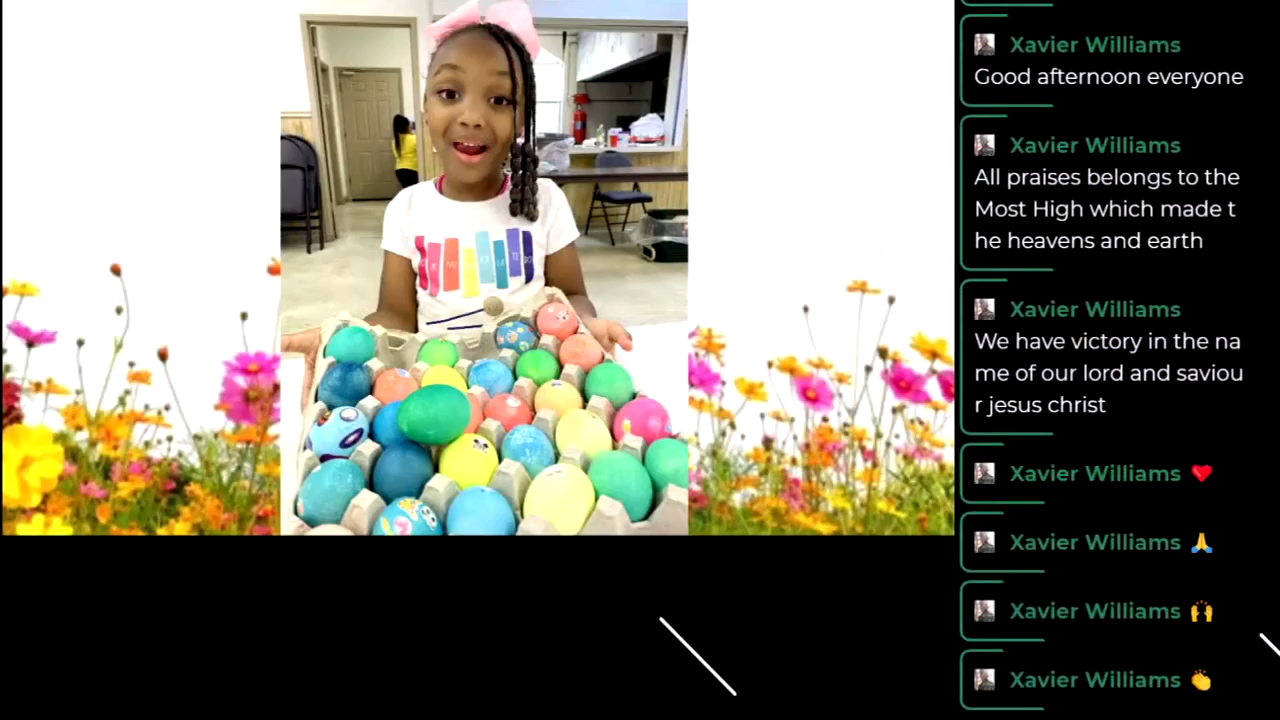 Xavier Williams
Good afternoon everyone
Xavier Williams
All praises belongs to the
Most High which made t
he heavens and earth
Xavier Williams
We have victory in the na
me of our lord and saviou
r jesus christ
Xavier Williams ❤️
Xavier Williams 🙏
Xavier Williams 🙌
Xavier Williams 👏